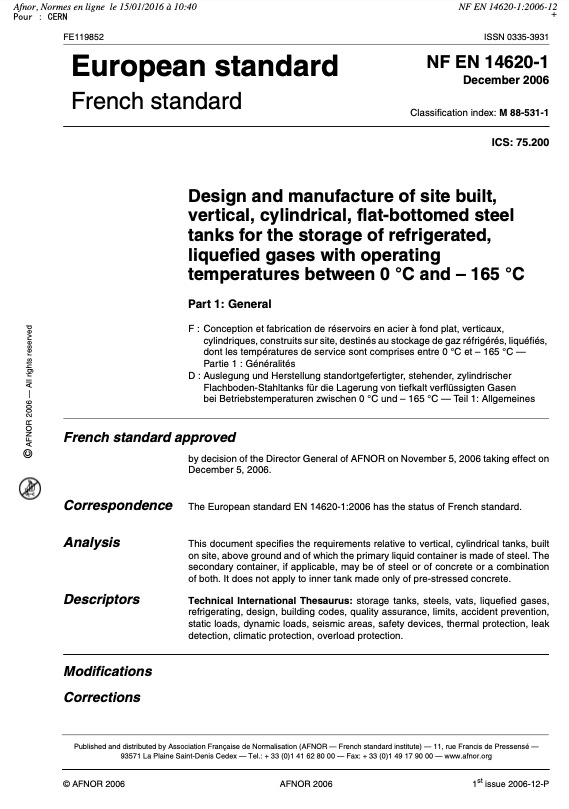 Afnor, Normes en ligne le 15/01/2016 à 10:40
NF EN 14620-1:2006-12
Pour : CERN
+
FE119852
ISSN 0335-3931
European standard
NF EN 14620-1
December 2006
French standard
Classification index: M 88-531-1
ICS: 75.200
Design and manufacture of site built,
vertical, cylindrical, flat-bottomed steel
tanks for the storage of refrigerated,
liquefied gases with operating
temperatures between 0 °C and – 165 °C
Part 1: General
F : Conception et fabrication de réservoirs en acier à fond plat, verticaux,
cylindriques, construits sur site, destinés au stockage de gaz réfrigérés, liquéfiés,
dont les températures de service sont comprises entre 0 °C et – 165 °C —
Partie 1 : Généralités
D : Auslegung und Herstellung standortgefertigter, stehender, zylindrischer
Flachboden-Stahltanks für die Lagerung von tiefkalt verflüssigten Gasen
bei Betriebstemperaturen zwischen 0 °C und – 165 °C — Teil 1: Allgemeines
© AFNOR 2006 — All rights reserved
French standard approved
by decision of the Director General of AFNOR on November 5, 2006 taking effect on
December 5, 2006.
Correspondence
The European standard EN 14620-1:2006 has the status of French standard.
Analysis
This document specifies the requirements relative to vertical, cylindrical tanks, built
on site, above ground and of which the primary liquid container is made of steel. The
secondary container, if applicable, may be of steel or of concrete or a combination
of both. It does not apply to inner tank made only of pre-stressed concrete.
Descriptors
Technical International Thesaurus: storage tanks, steels, vats, liquefied gases,
refrigerating, design, building codes, quality assurance, limits, accident prevention,
static loads, dynamic loads, seismic areas, safety devices, thermal protection, leak
detection, climatic protection, overload protection.
Modifications
Corrections
Published and distributed by Association Française de Normalisation (AFNOR — French standard institute) — 11, rue Francis de Pressensé —
93571 La Plaine Saint-Denis Cedex — Tel.: + 33 (0)1 41 62 80 00 — Fax: + 33 (0)1 49 17 90 00 — www.afnor.org
© AFNOR 2006
AFNOR 2006
1st issue 2006-12-P